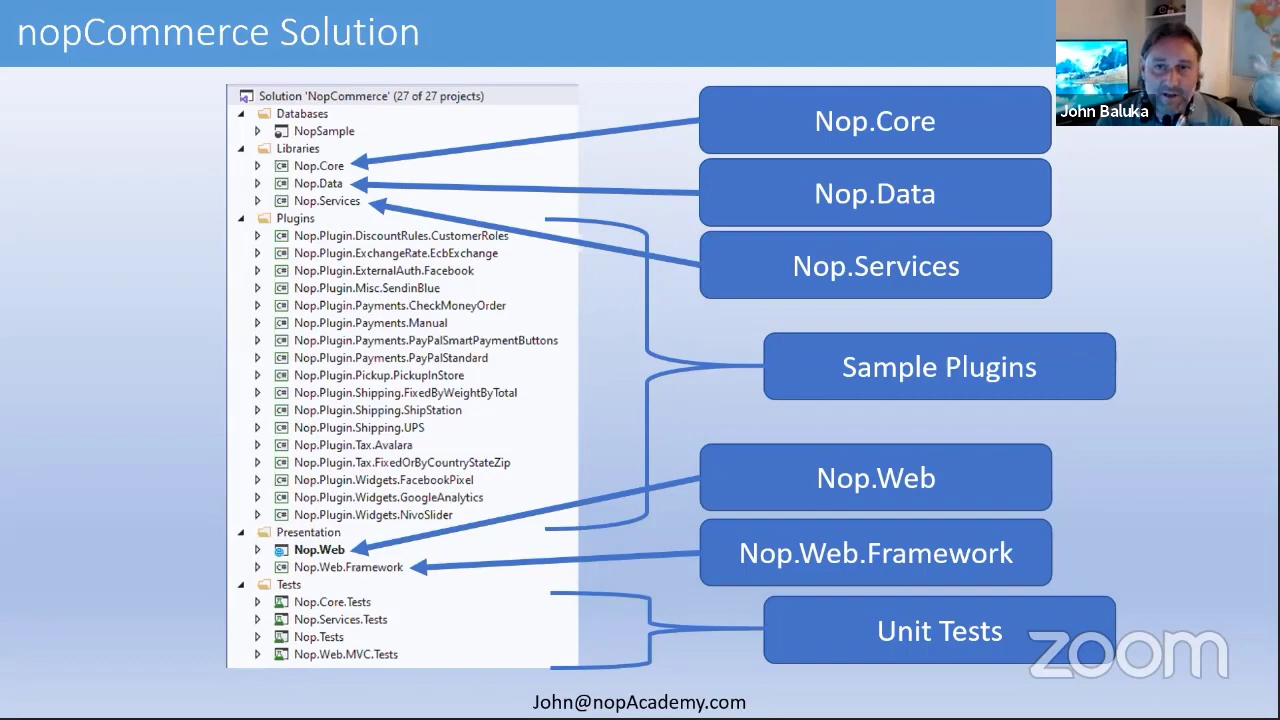 nopCommerce Solution
John Baluka
Solution 'NopCommerce' (27 of 27 projects)
Databases
NopSample
Libraries
Nop.Core
Nop.Data
Nop.Services
Plugins
Nop.Plugin.DiscountRules.CustomerRoles
Nop.Plugin.ExchangeRate.EcbExchange
Nop.Plugin.ExternalAuth.Facebook
Nop.Plugin.Misc.SendinBlue
Nop.Plugin.Payments.CheckMoneyOrder
Nop.Plugin.Payments.Manual
Nop.Plugin.Payments.PayPalSmartPaymentButtons
Nop.Plugin.Payments.PayPalStandard
Nop.Plugin.Pickup.PickupInStore
Nop.Plugin.Shipping.FixedByWeightByTotal
Nop.Plugin.Shipping.ShipStation
Nop.Plugin.Shipping.UPS
Nop.Plugin.Tax.Avalara
Nop.Plugin.Tax.FixedOrByCountryStateZip
Nop.Plugin.Widgets.FacebookPixel
Nop.Plugin.Widgets.GoogleAnalytics
Nop.Plugin.Widgets.NivoSlider
Presentation
Nop.Web
Nop.Web.Framework
Tests
Nop.Core.Tests
Nop.Services.Tests
Nop.Tests
Nop.Web.MVC.Tests
Nop.Core
Nop.Data
Nop.Services
Sample Plugins
Nop.Web
Nop.Web.Framework
Unit Tests
zoom
John@nopAcademy.com